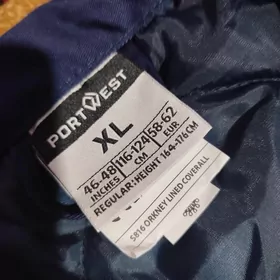 PORTWEST
XL
46-48 116-124 58-62
INCHES CM EUR
REGULAR: HEIGHT 164-176CM
S816 ORKNEY LINED COVERALL